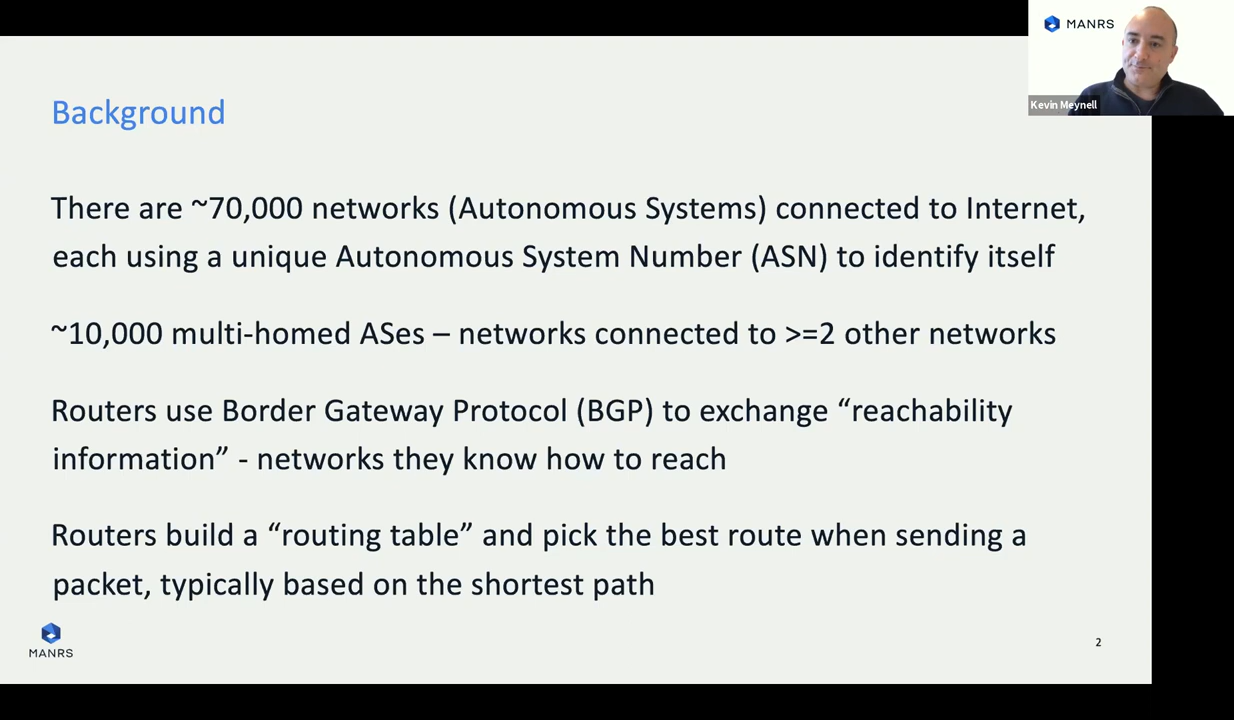 MANRS
Kevin Meynell
Background
There are ~70,000 networks (Autonomous Systems) connected to Internet,
each using a unique Autonomous System Number (ASN) to identify itself
~10,000 multi-homed ASes – networks connected to >=2 other networks
Routers use Border Gateway Protocol (BGP) to exchange “reachability
information” - networks they know how to reach
Routers build a “routing table” and pick the best route when sending a
packet, typically based on the shortest path
MANRS
2